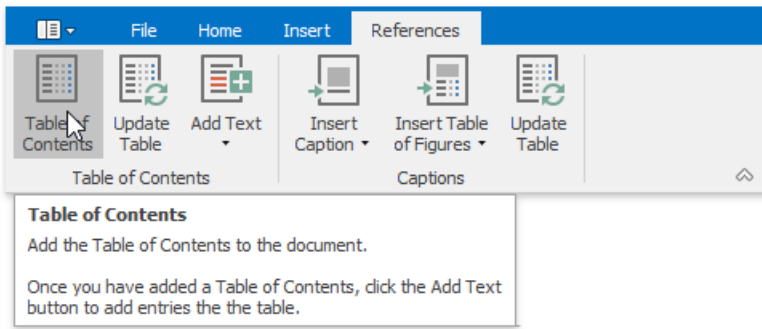 File Home Insert References
Table of Update Add Text Insert Insert Table Update
Contents Table Caption of Figures Table
Table of Contents Captions
Table of Contents
Add the Table of Contents to the document.
Once you have added a Table of Contents, click the Add Text
button to add entries the the table.